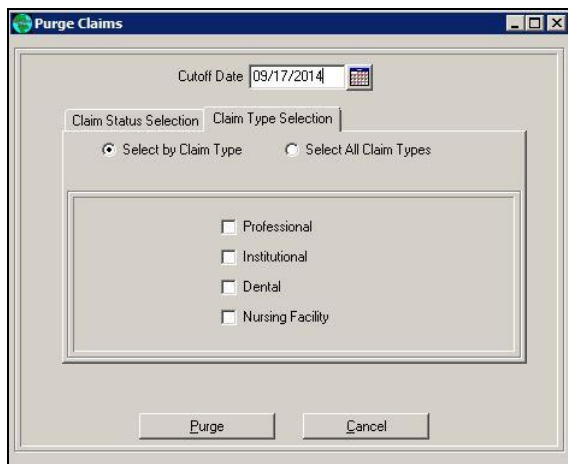 Purge Claims
Cutoff Date 09/17/2014
Claim Status Selection Claim Type Selection
Select by Claim Type Select All Claim Types
Professional
Institutional
Dental
Nursing Facility
Purge Cancel